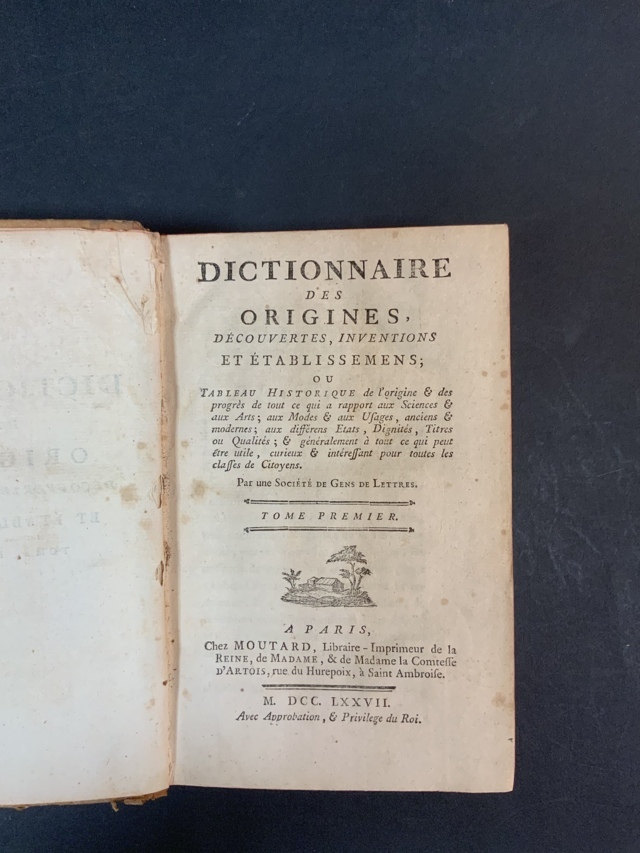 DICTIONNAIRE
DES
ORIGINES,
DÉCOUVERTES, INVENTIONS
ET ÉTABLISSEMENS;
OU
TABLEAU HISTORIQUE de l'origine & des
progrès de tout ce qui a rapport aux Sciences &
aux Arts; aux Modes & aux Uſages, anciens &
modernes; aux différens Etats, Dignités, Titres
ou Qualités; & généralement à tout ce qui peut
être utile, curieux & intéreſſant pour toutes les
claſſes de Citoyens.
Par une SOCIÉTÉ DE GENS DE LETTRES.
TOME PREMIER.
A PARIS,
Chez MOUTARD, Libraire-Imprimeur de la
REINE, de MADAME, & de Madame la Comteſſe
D'ARTOIS, rue du Hurepoix, à Saint Ambroiſe.
M. DCC. LXXVII.
Avec Approbation, & Privilege du Roi.